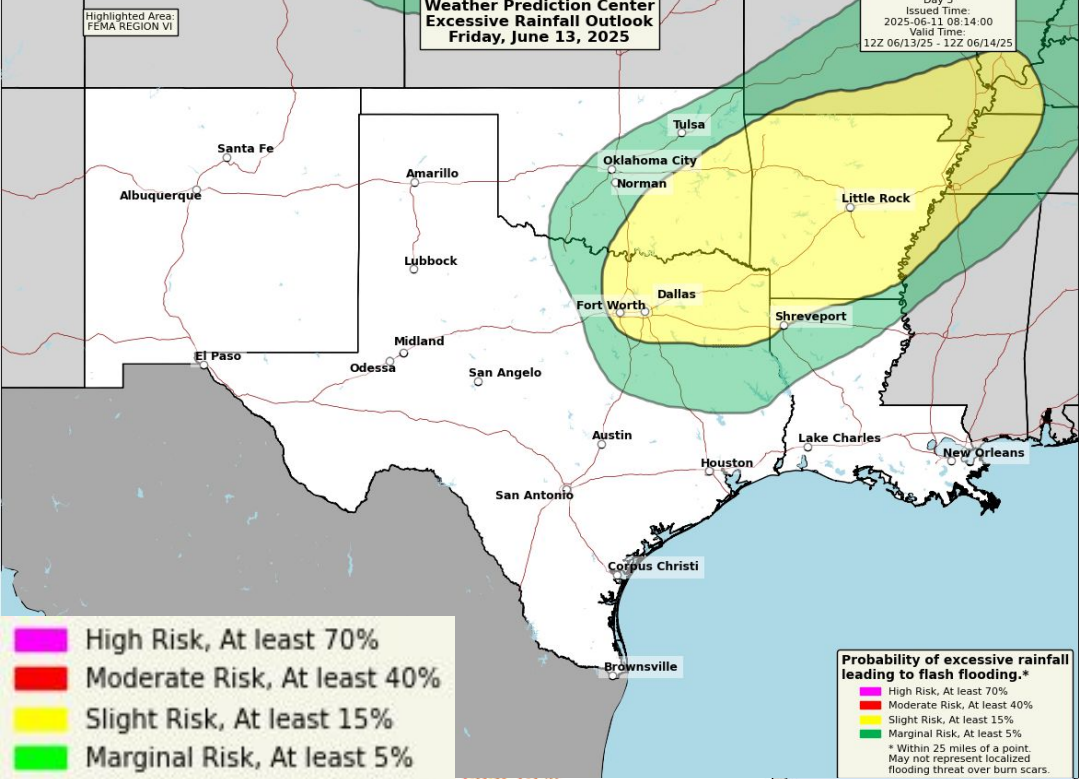 Weather Prediction Center
Excessive Rainfall Outlook
Friday, June 13, 2025
Highlighted Area:
FEMA REGION VI
Issued Time:
2025-06-11 08:14:00
Valid Time:
12Z 06/13/25 - 12Z 06/14/25
Tulsa
Santa Fe
Oklahoma City
Amarillo
Norman
Albuquerque
Little Rock
Lubbock
Dallas
Fort Worth
Shreveport
Midland
El Paso
Odessa
San Angelo
Austin
Lake Charles
New Orleans
Houston
San Antonio
Corpus Christi
Brownsville
High Risk, At least 70%
Moderate Risk, At least 40%
Slight Risk, At least 15%
Marginal Risk, At least 5%
Probability of excessive rainfall
leading to flash flooding.*
High Risk, At least 70%
Moderate Risk, At least 40%
Slight Risk, At least 15%
Marginal Risk, At least 5%
* Within 25 miles of a point.
May not represent localized
flooding threat over burn scars.